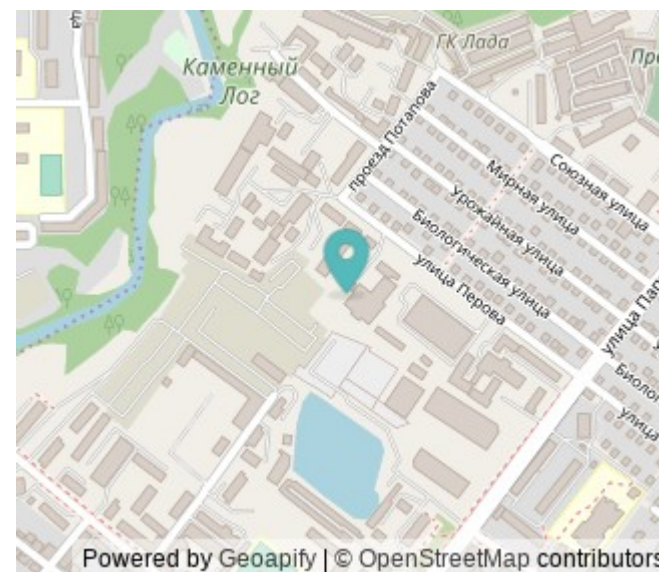 ГК Лада
Каменный
Лог
проезд Потапова
Союзная улица
Мирная улица
Урожайная улица
Биологическая улица
улица Перова
Powered by Geoapify | © OpenStreetMap contributors